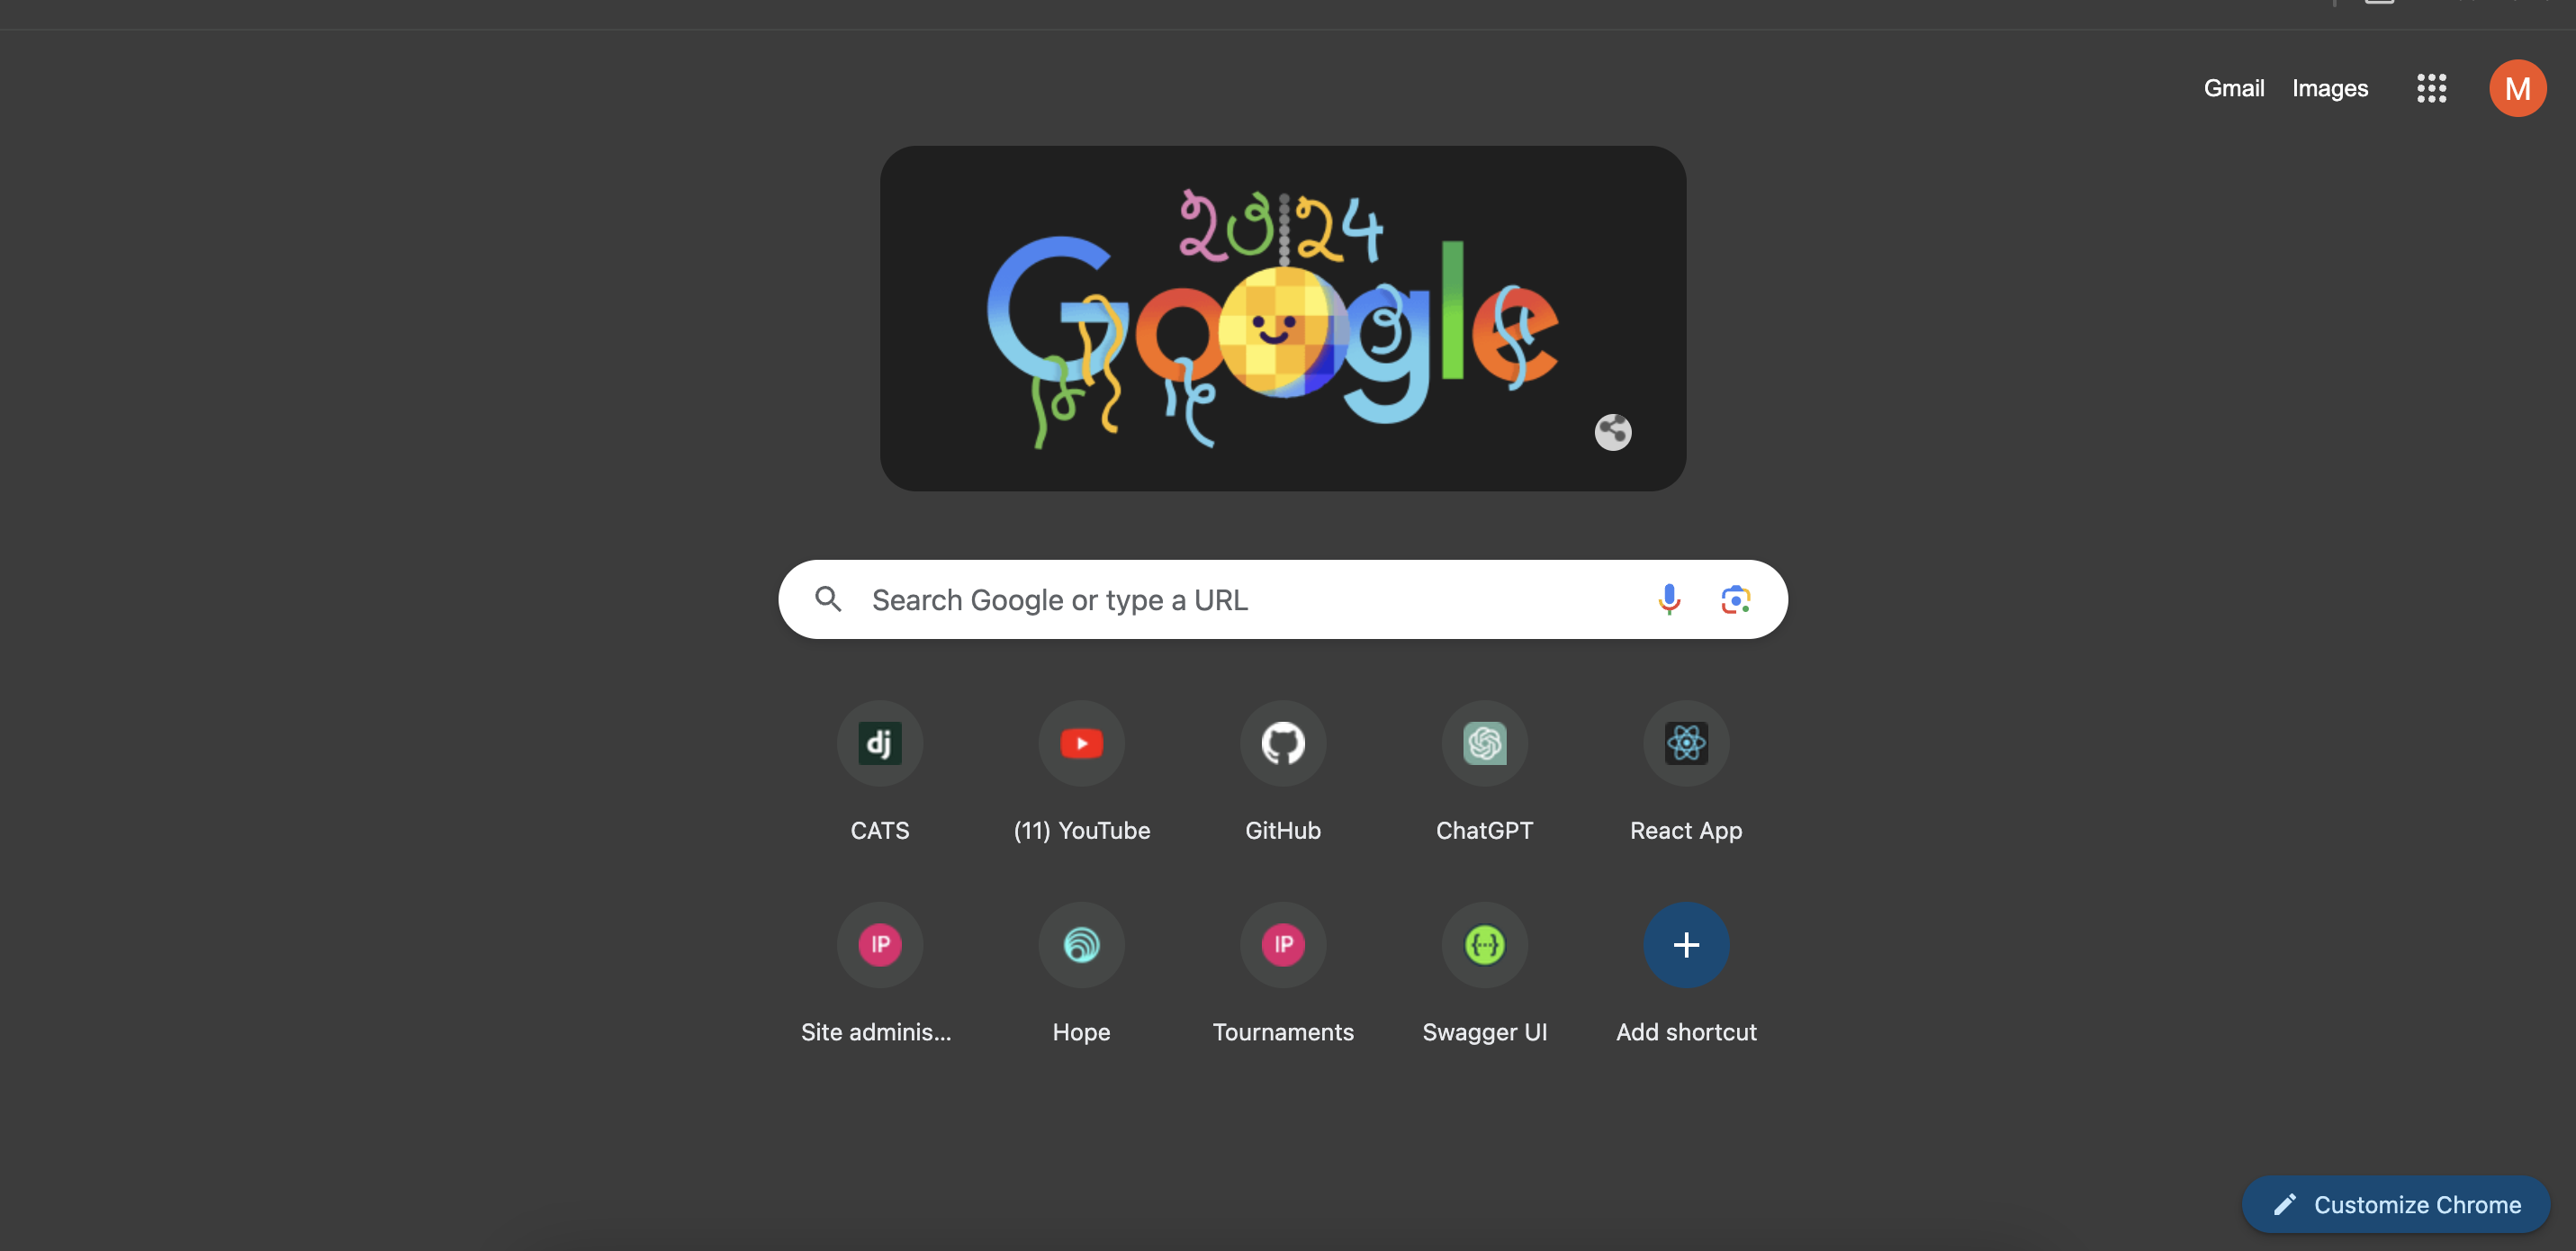 Gmail Images M
2024
Google
Search Google or type a URL
dj
CATS (11) YouTube GitHub ChatGPT React App
IP IP {...}
Site adminis... Hope Tournaments Swagger UI Add shortcut
Customize Chrome